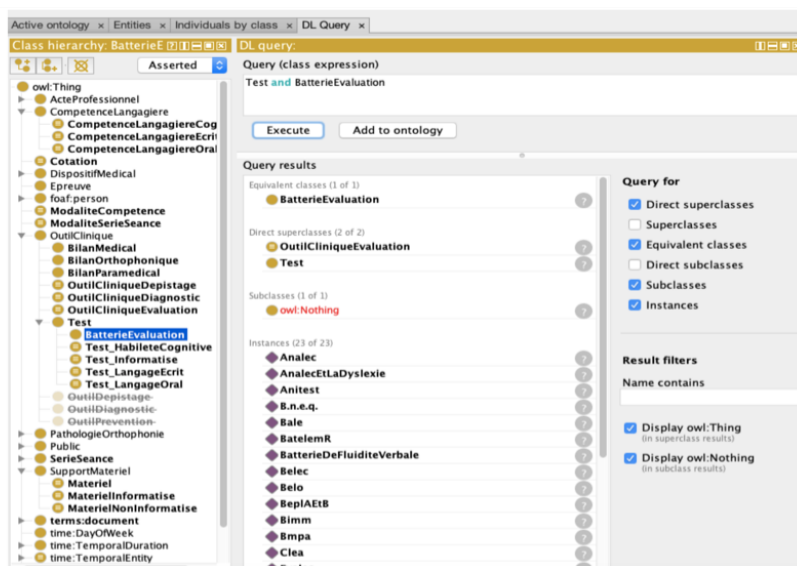 Active ontology × Entities × Individuals by class × DL Query ×
Class hierarchy: BatterieE
Asserted
owl:Thing
ActeProfessionnel
CompetenceLangagiere
CompetenceLangagiereCog
CompetenceLangagiereEcri
CompetenceLangagiereOral
Cotation
DispositifMedical
Epreuve
foaf:person
ModaliteCompetence
ModaliteSerieSeance
OutilClinique
BilanMedical
BilanOrthophonique
BilanParamedical
OutilCliniqueDepistage
OutilCliniqueDiagnostic
OutilCliniqueEvaluation
Test
BatterieEvaluation
Test_HabileteCognitive
Test_Informatise
Test_LangageEcrit
Test_LangageOral
OutilDepistage
OutilDiagnostic
OutilPrevention
PathologieOrthophonie
Public
SerieSeance
SupportMateriel
Materiel
MaterielInformatise
MaterielNonInformatise
terms:document
time:DayOfWeek
time:TemporalDuration
time:TemporalEntity
DL query:
Query (class expression)
Test and BatterieEvaluation
Execute Add to ontology
Query results
Equivalent classes (1 of 1)
BatterieEvaluation ?
Direct superclasses (2 of 2)
OutilCliniqueEvaluation ?
Test ?
Subclasses (1 of 1)
owl:Nothing ?
Instances (23 of 23)
Analec ?
AnalecEtLaDyslexie ?
Anitest ?
B.n.e.q. ?
Bale ?
BatelemR ?
BatterieDeFluiditeVerbale ?
Belec ?
Belo ?
BeplAEtB ?
Bimm ?
Bmpa ?
Clea ?
Query for
Direct superclasses
Superclasses
Equivalent classes
Direct subclasses
Subclasses
Instances
Result filters
Name contains
Display owl:Thing
(in superclass results)
Display owl:Nothing
(in subclass results)